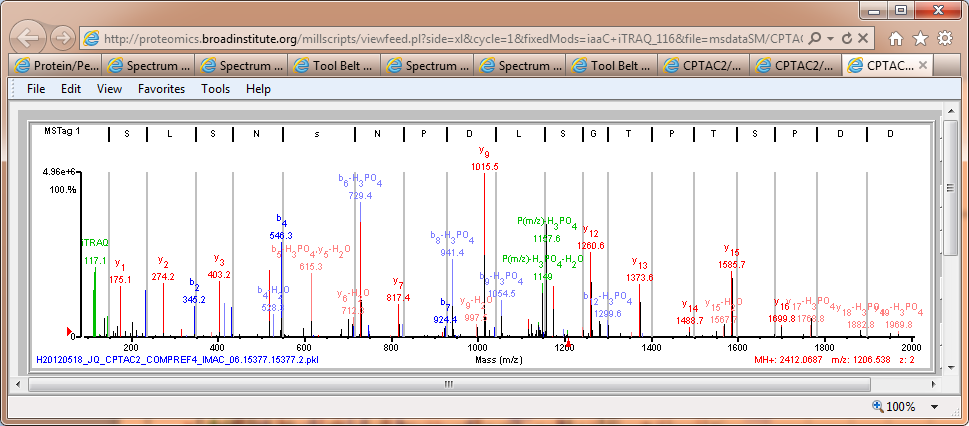 http://proteomics.broadinstitute.org/millscripts/viewfeed.pl?side=xl&cycle=1&fixedMods=iaaC+iTRAQ_116&file=msdataSM/CPTAC
Protein/Pe... Spectrum ... Spectrum ... Tool Belt ... Spectrum ... Spectrum ... Tool Belt ... CPTAC2/... CPTAC2/... CPTAC...
File Edit View Favorites Tools Help
MSTag 1 S L S N s N P D L S G T P T S P D D
y9
1015.5
4.96e+6
100.%
b6-H3PO4
729.4
b4
546.3
P(m/z)-H3PO4
1157.6
y12
1260.6
b8-H3PO4
941.4
iTRAQ
117.1
b5-H3PO4,y5-H2O
615.3
y15
1585.7
y1
175.1
y2
274.2
y3
403.2
P(m/z)-H3PO4-H2O
1149
y13
1373.6
b2
345.2
b4-H2O
528.
b9-H3PO4
1054.5
y6-H2O
712.
y7
817.4
b7
924.4
y9-H2O
997.
b12-H3PO4
1299.6
y14
1488.7
y15-H2O
1567.7
y16
1699.8
y17-H3PO4
y18-H3PO4
1882.8
y19-H3PO4
1969.8
0
200 400 600 800 1000 1200 1400 1600 1800 2000
H20120518_JQ_CPTAC2_COMPREF4_IMAC_06.15377.15377.2.pkl Mass (m/z) MH+: 2412.0687 m/z: 1206.538 z: 2
100%